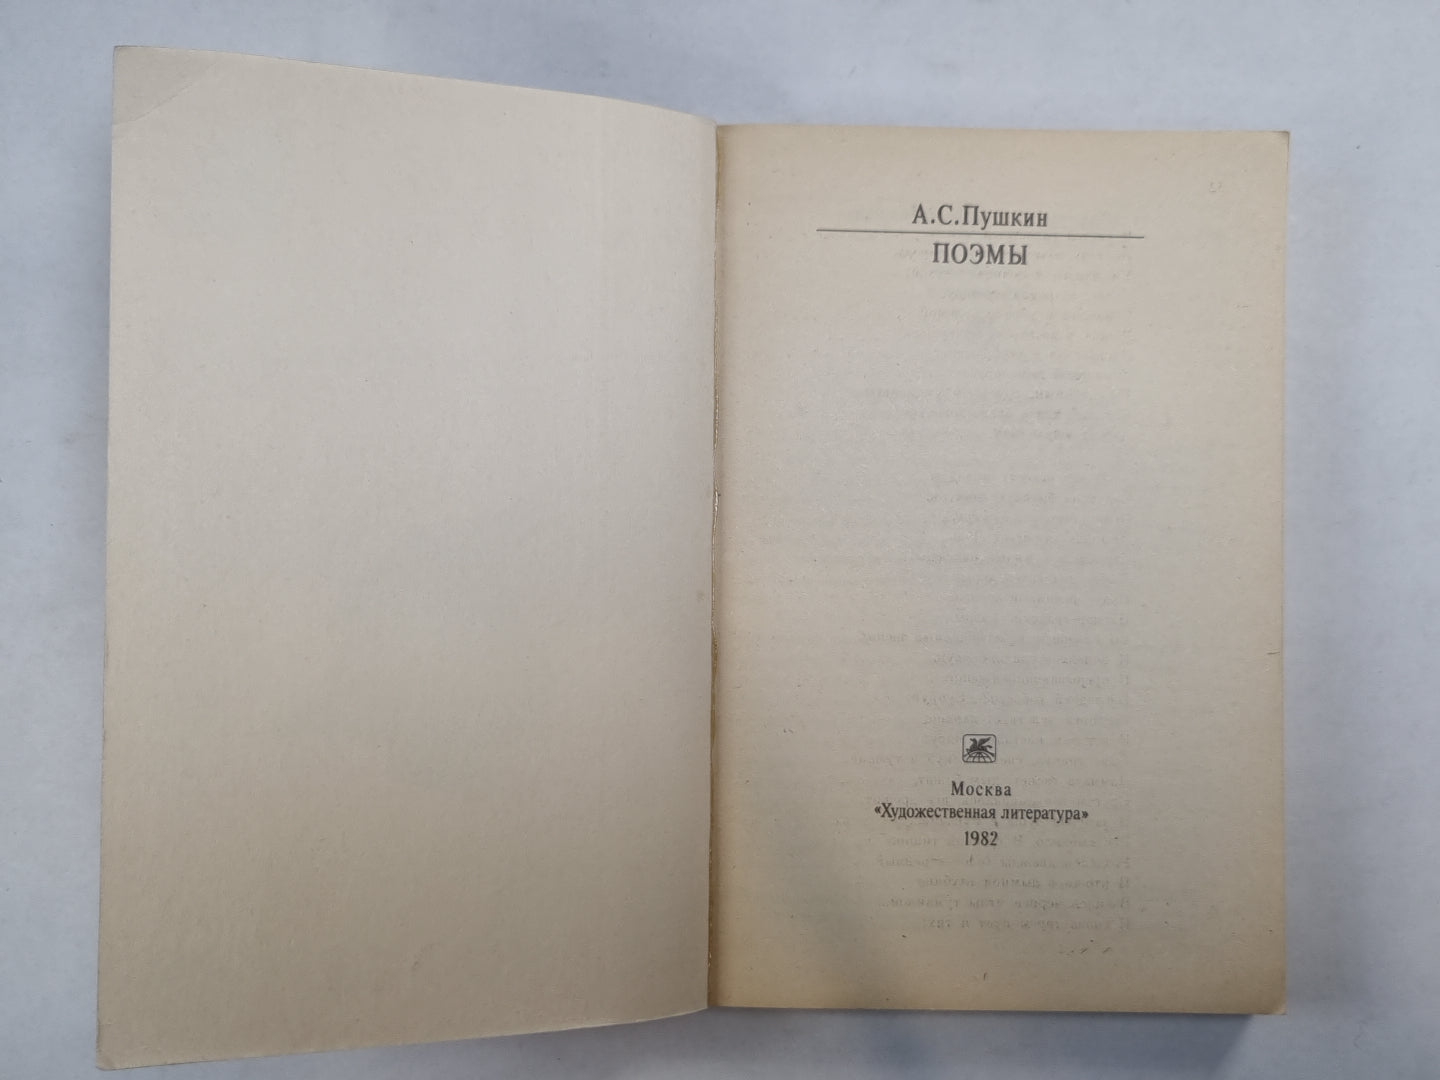 А.С.Пушкин
ПОЭМЫ
Москва
«Художественная литература»
1982